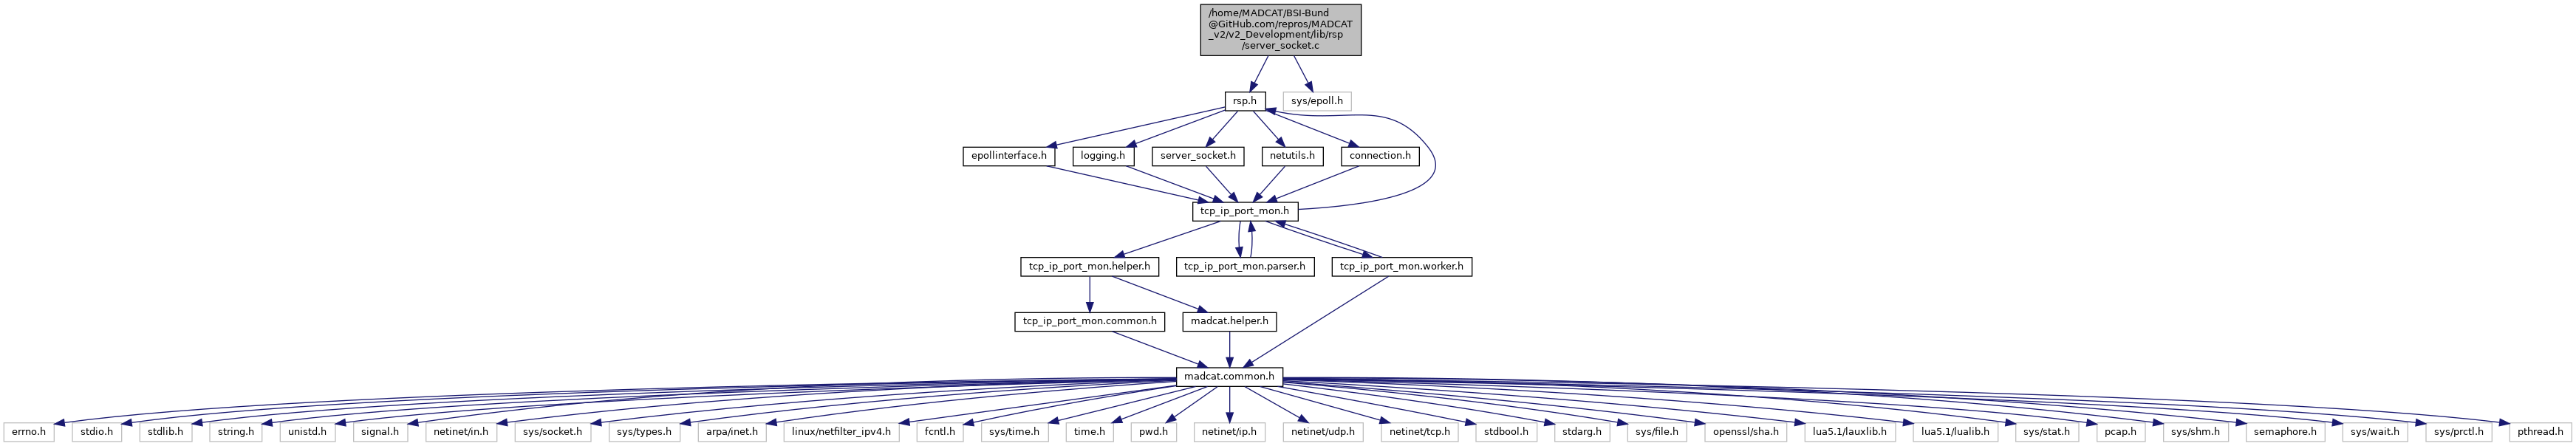 /home/MADCAT/BSI-Bund
@GitHub.com/repros/MADCAT
_v2/v2_Development/lib/rsp
/server_socket.c
rsp.h
sys/epoll.h
epollinterface.h
logging.h
server_socket.h
netutils.h
connection.h
tcp_ip_port_mon.h
tcp_ip_port_mon.helper.h
tcp_ip_port_mon.parser.h
tcp_ip_port_mon.worker.h
tcp_ip_port_mon.common.h
madcat.helper.h
madcat.common.h
errno.h
stdio.h
stdlib.h
string.h
unistd.h
signal.h
netinet/in.h
sys/socket.h
sys/types.h
arpa/inet.h
linux/netfilter_ipv4.h
fcntl.h
sys/time.h
time.h
pwd.h
netinet/ip.h
netinet/udp.h
netinet/tcp.h
stdbool.h
stdarg.h
sys/file.h
openssl/sha.h
lua5.1/lauxlib.h
lua5.1/lualib.h
sys/stat.h
pcap.h
sys/shm.h
semaphore.h
sys/wait.h
sys/prctl.h
pthread.h